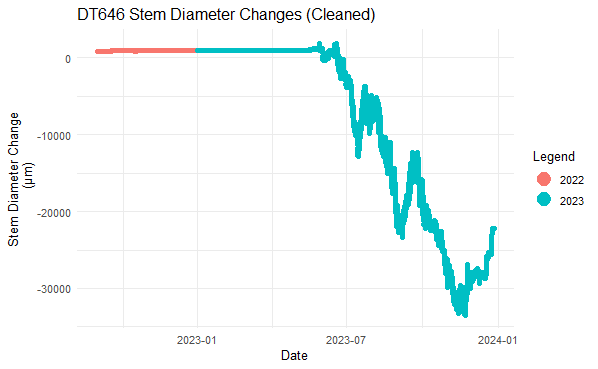 DT646 Stem Diameter Changes (Cleaned)
Stem Diameter Change
(μm)
0
-10000
-20000
-30000
2023-01
2023-07
2024-01
Date
Legend
2022
2023